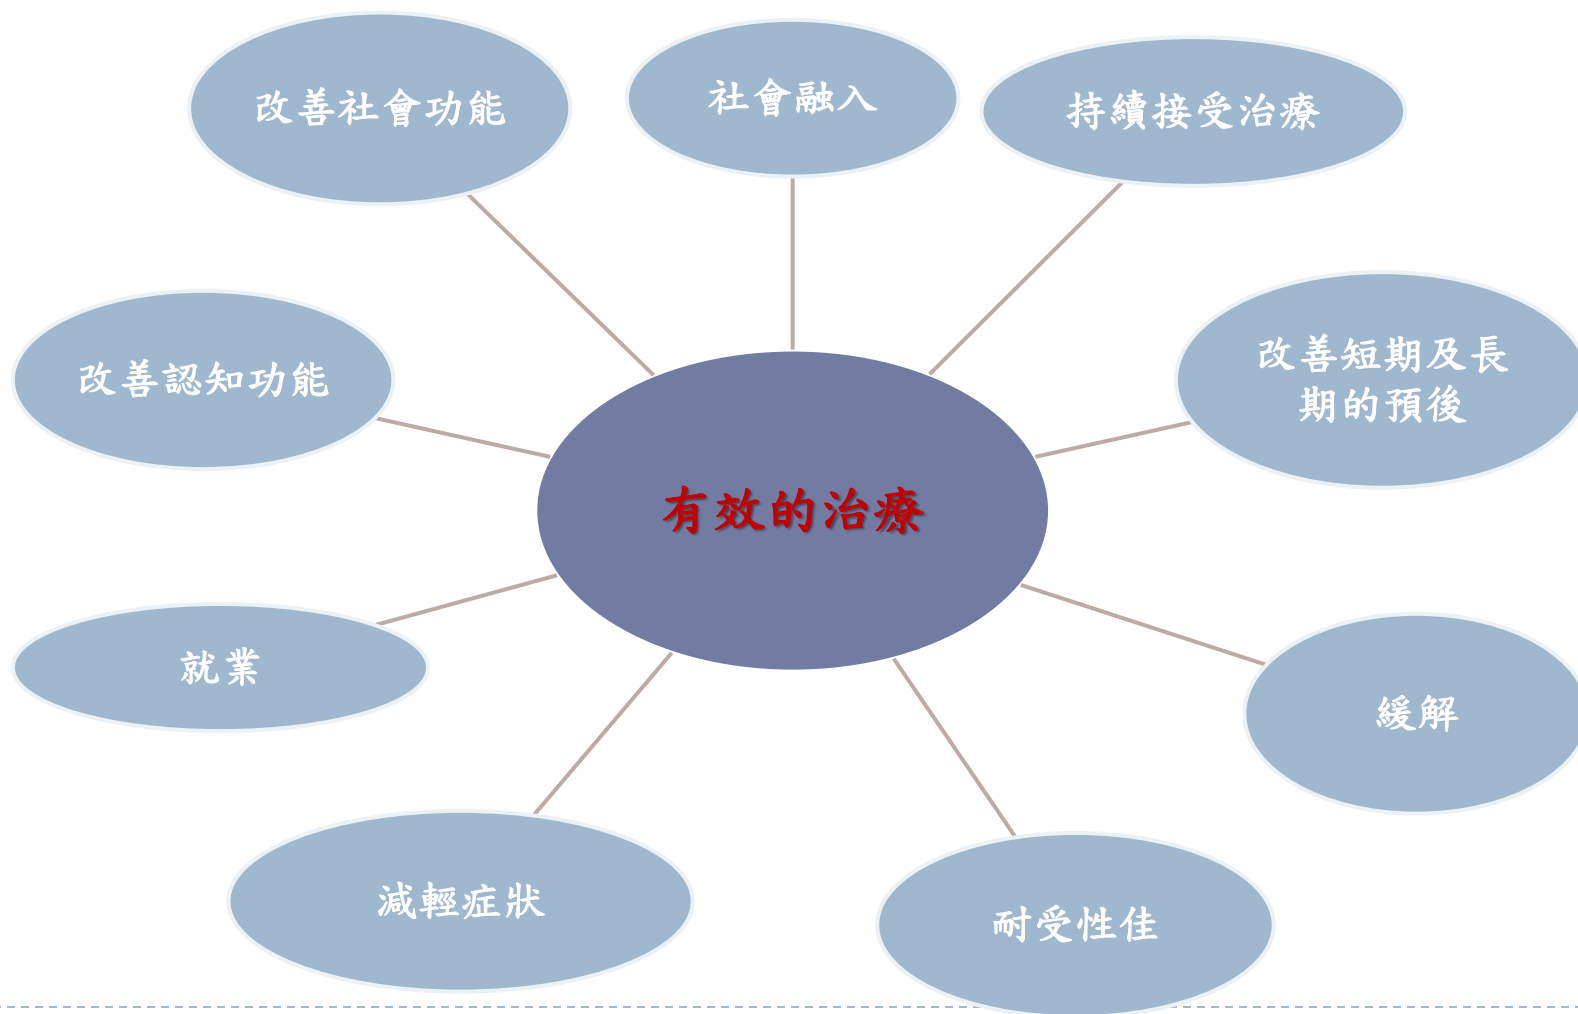 改善社會功能
社會融入
持續接受治療
改善認知功能
改善短期及長
期的預後
有效的治療
就業
緩解
減輕症狀
耐受性佳